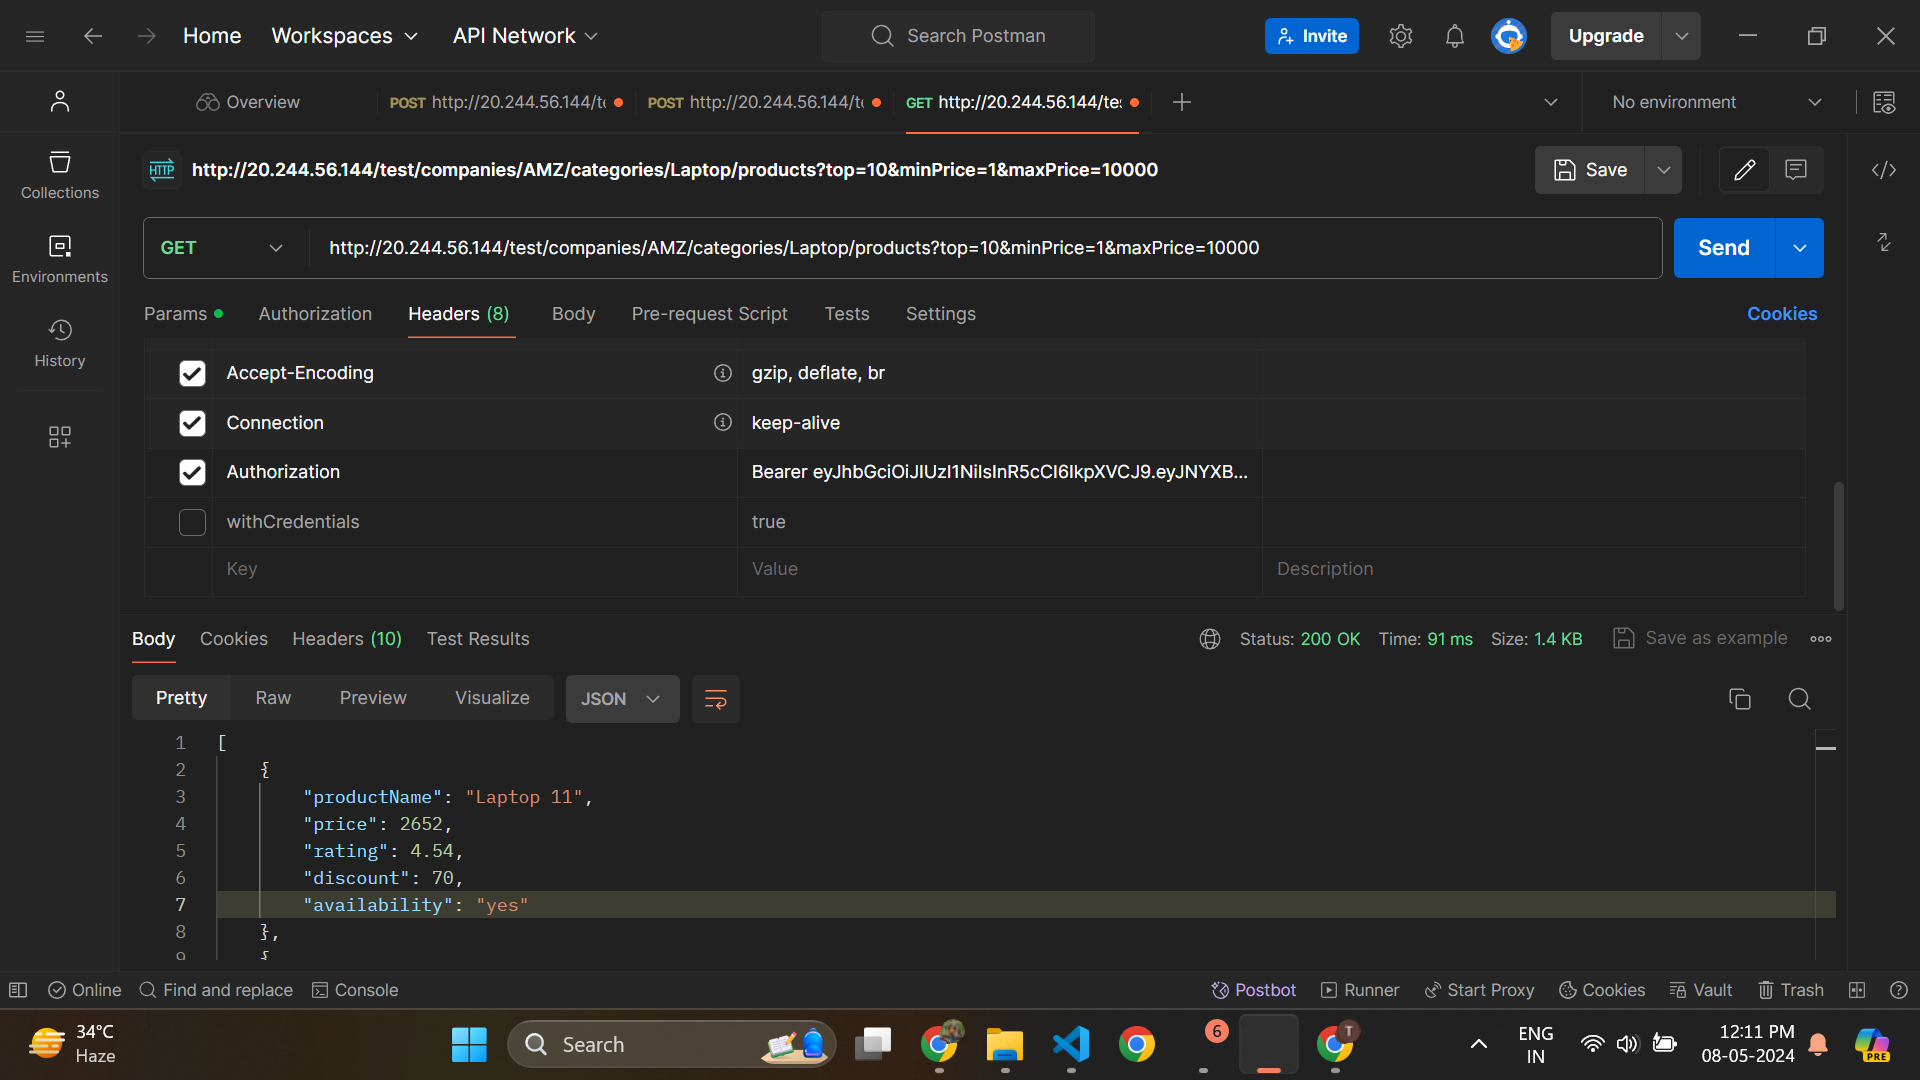 Home
Workspaces
API Network
Search Postman
Invite
Upgrade
Overview
POST http://20.244.56.144/te
POST http://20.244.56.144/te
GET http://20.244.56.144/tes
No environment
HTTP
http://20.244.56.144/test/companies/AMZ/categories/Laptop/products?top=10&minPrice=1&maxPrice=10000
Save
Collections
Environments
History
GET
http://20.244.56.144/test/companies/AMZ/categories/Laptop/products?top=10&minPrice=1&maxPrice=10000
Send
Params
Authorization
Headers (8)
Body
Pre-request Script
Tests
Settings
Cookies
Accept-Encoding
gzip, deflate, br
Connection
keep-alive
Authorization
Bearer eyJhbGciOiJIUzI1NiIsInR5cCI6IkpXVCJ9.eyJNYXB...
withCredentials
true
Key
Value
Description
Body
Cookies
Headers (10)
Test Results
Status: 200 OK
Time: 91 ms
Size: 1.4 KB
Save as example
Pretty
Raw
Preview
Visualize
JSON
1 [
2 {
3 "productName": "Laptop 11",
4 "price": 2652,
5 "rating": 4.54,
6 "discount": 70,
7 "availability": "yes"
8 },
9 {
Online
Find and replace
Console
Postbot
Runner
Start Proxy
Cookies
Vault
Trash
34°C
Haze
Search
6
T
ENG
IN
12:11 PM
08-05-2024
PRE